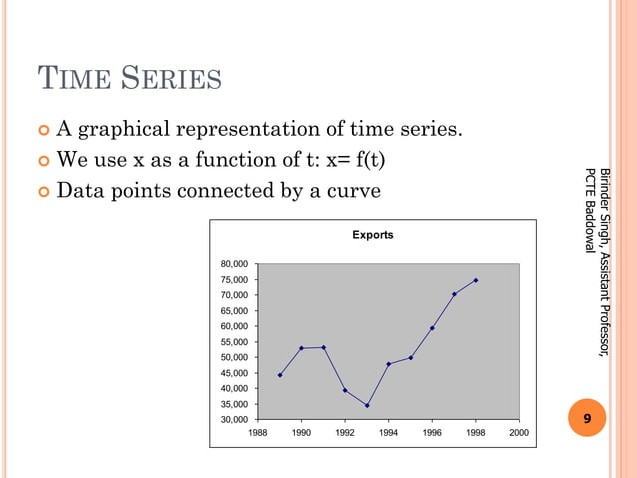 TIME SERIES
A graphical representation of time series.
We use x as a function of t: x= f(t)
Data points connected by a curve
Exports
80,000
75,000
70,000
65,000
60,000
55,000
50,000
45,000
40,000
35,000
30,000
1988 1990 1992 1994 1996 1998 2000
Birinder Singh, Assistant Professor,
PCTE Baddowal
9